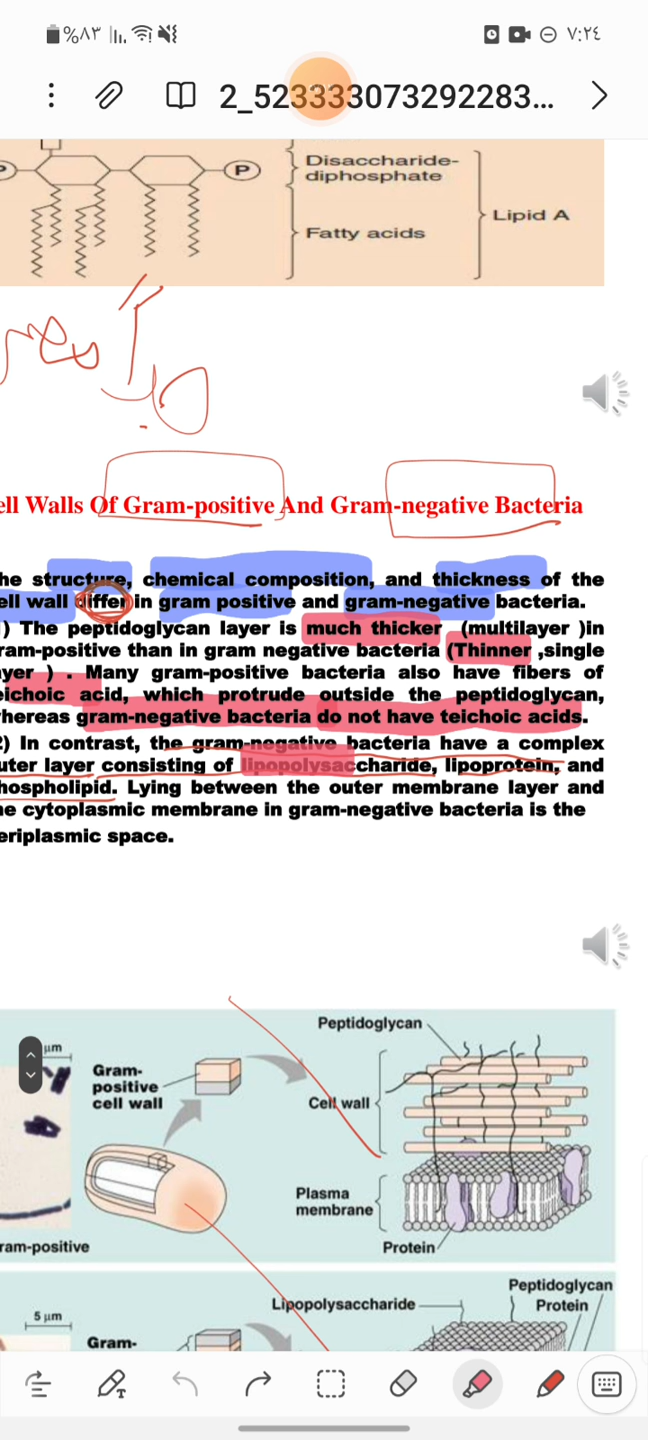 %٨٣
٧:٢٤
2_523333073292283...
P
Disaccharide-
diphosphate
Fatty acids
Lipid A
ell Walls Of Gram-positive And Gram-negative Bacteria
he structure, chemical composition, and thickness of the
ell wall differ in gram positive and gram-negative bacteria.
) The peptidoglycan layer is much thicker (multilayer )in
ram-positive than in gram negative bacteria (Thinner ,single
yer ) . Many gram-positive bacteria also have fibers of
eichoic acid, which protrude outside the peptidoglycan,
hereas gram-negative bacteria do not have teichoic acids.
) In contrast, the gram-negative bacteria have a complex
uter layer consisting of lipopolysaccharide, lipoprotein, and
hospholipid. Lying between the outer membrane layer and
e cytoplasmic membrane in gram-negative bacteria is the
eriplasmic space.
Peptidoglycan
µm
Gram-
positive
cell wall
Cell wall
Plasma
membrane
Protein
ram-positive
Peptidoglycan
Lipopolysaccharide
Protein
5 µm
Gram-